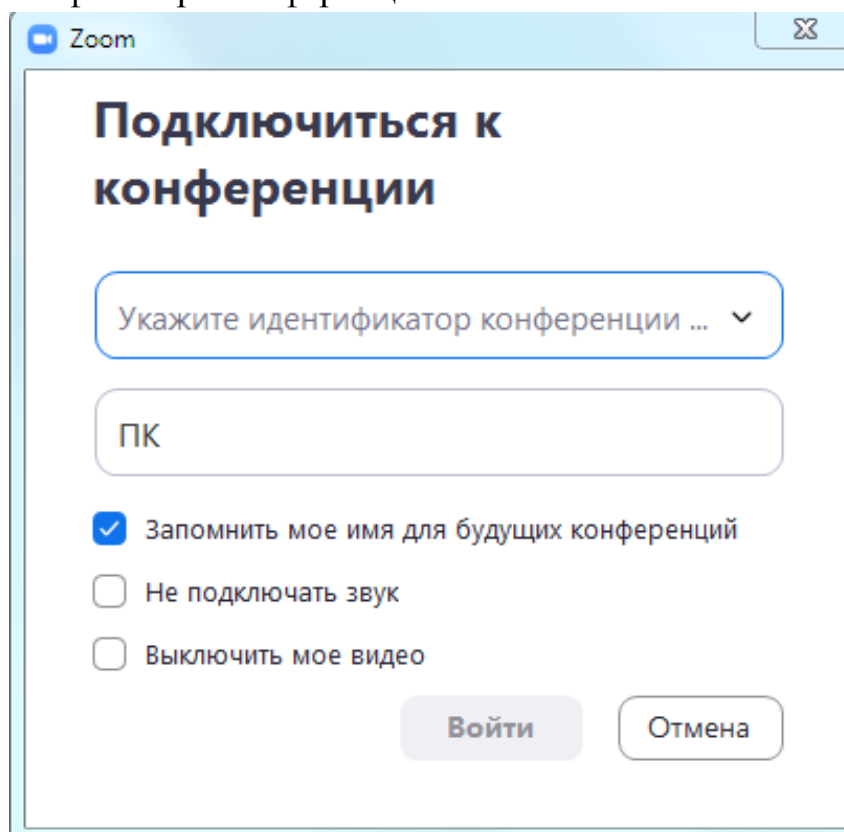 Zoom
Подключиться к
конференции
Укажите идентификатор конференции ...
ПК
Запомнить мое имя для будущих конференций
Не подключать звук
Выключить мое видео
Войти
Отмена